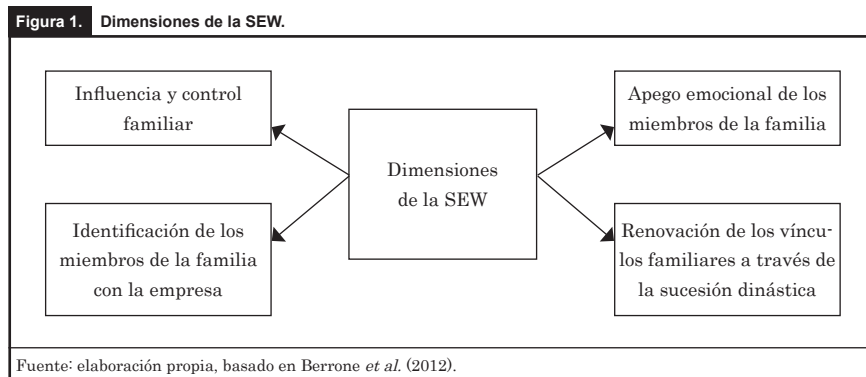 Figura 1. Dimensiones de la SEW.
Influencia y control
familiar
Identificación de los
miembros de la familia
con la empresa
Dimensiones
de la SEW
Apego emocional de los
miembros de la familia
Renovación de los víncu-
los familiares a través de
la sucesión dinástica
Fuente: elaboración propia, basado en Berrone et al. (2012).